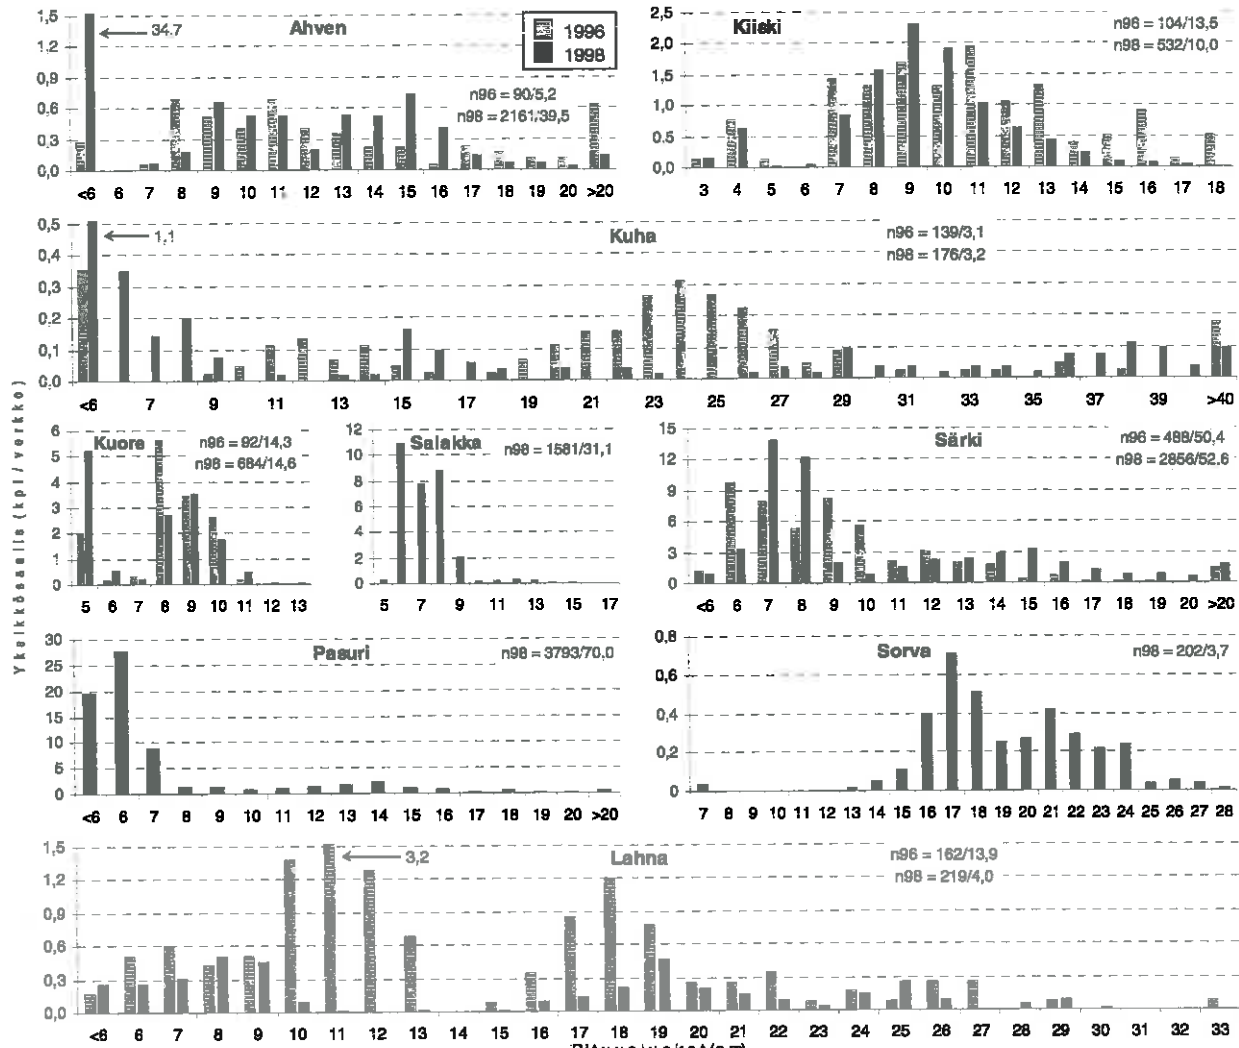 Ahven
34,7
1996
1998
n96 = 90/5,2
n98 = 2161/39,5
1,5
1,2
0,9
0,6
0,3
0,0
<6 6 7 8 9 10 11 12 13 14 15 16 17 18 19 20 >20
Kiiski
n96 = 104/13,5
n98 = 532/10,0
2,5
2,0
1,5
1,0
0,5
0,0
3 4 5 6 7 8 9 10 11 12 13 14 15 16 17 18
Kuha
1,1
n96 = 139/3,1
n98 = 176/3,2
0,5
0,4
0,3
0,2
0,1
0,0
<6 7 9 11 13 15 17 19 21 23 25 27 29 31 33 35 37 39 >40
Yksikkösaalis (kpl/verkko)
Kuore
n96 = 92/14,3
n98 = 684/14,6
6
5
4
3
2
1
0
5 6 7 8 9 10 11 12 13
Salakka
n98 = 1581/31,1
12
10
8
6
4
2
0
5 7 9 11 13 15 17
Särki
n96 = 488/50,4
n98 = 2856/52,6
15
12
9
6
3
0
<6 6 7 8 9 10 11 12 13 14 15 16 17 18 19 20 >20
Pasuri
n98 = 3793/70,0
30
25
20
15
10
5
0
<6 6 7 8 9 10 11 12 13 14 15 16 17 18 19 20 >20
Sorva
n98 = 202/3,7
0,8
0,6
0,4
0,2
0
7 8 9 10 11 12 13 14 15 16 17 18 19 20 21 22 23 24 25 26 27 28
Lahna
3,2
n96 = 162/13,9
n98 = 219/4,0
1,5
1,2
0,9
0,6
0,3
0,0
<6 6 7 8 9 10 11 12 13 14 15 16 17 18 19 20 21 22 23 24 25 26 27 28 29 30 31 32 33